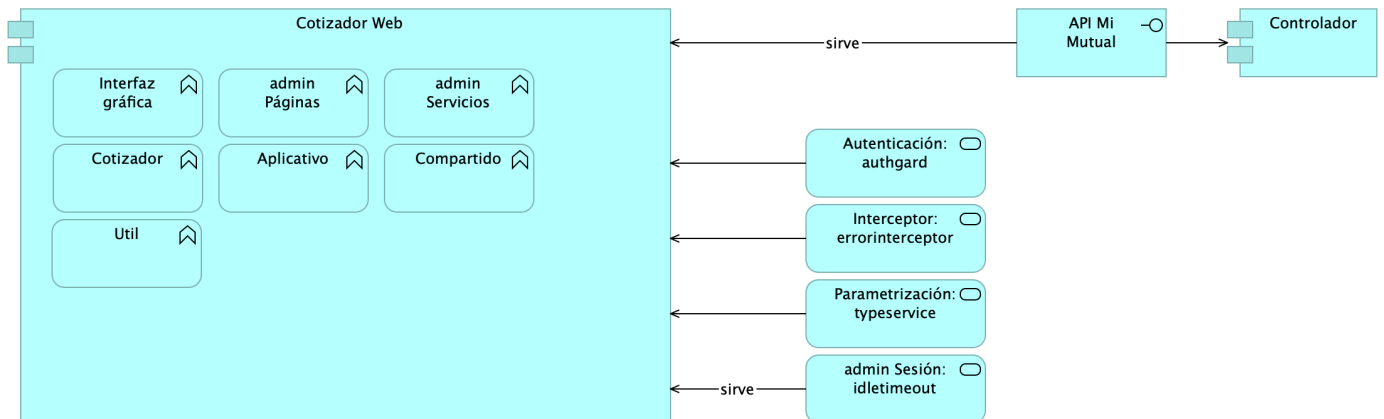 Cotizador Web
API Mi
Mutual
Controlador
sirve
Interfaz
gráfica
admin
Páginas
admin
Servicios
Cotizador
Aplicativo
Compartido
Util
Autenticación:
authgard
Interceptor:
errorinterceptor
Parametrización:
typeservice
admin Sesión:
idletimeout
sirve